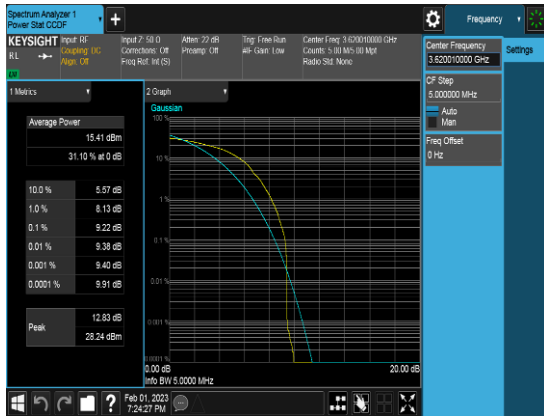 Spectrum Analyzer 1
Power Stat CCDF
+
Frequency
KEYSIGHT
RL
Input: RF
Coupling: DC
Align: Off
Input Z: 50 Ω
Corrections: Off
Freq Ref: Int (S)
Atten: 22 dB
Preamp: Off
Trig: Free Run
#IF Gain: Low
Center Freq: 3.620010000 GHz
Counts: 5.00 M/5.00 Mpt
Radio Std: None
Center Frequency
3.620010000 GHz
Settings
CF Step
5.000000 MHz
Auto
Man
Freq Offset
0 Hz
1 Metrics
Average Power
15.41 dBm
31.10 % at 0 dB
10.0 % 5.57 dB
1.0 % 8.13 dB
0.1 % 9.22 dB
0.01 % 9.38 dB
0.001 % 9.40 dB
0.0001 % 9.91 dB
Peak
12.83 dB
28.24 dBm
2 Graph
Gaussian
100 %
10 %
1 %
0.1 %
0.01 %
0.001 %
0.0001 %
0.00 dB 20.00 dB
Info BW 5.0000 MHz
?
Feb 01, 2023
7:24:27 PM